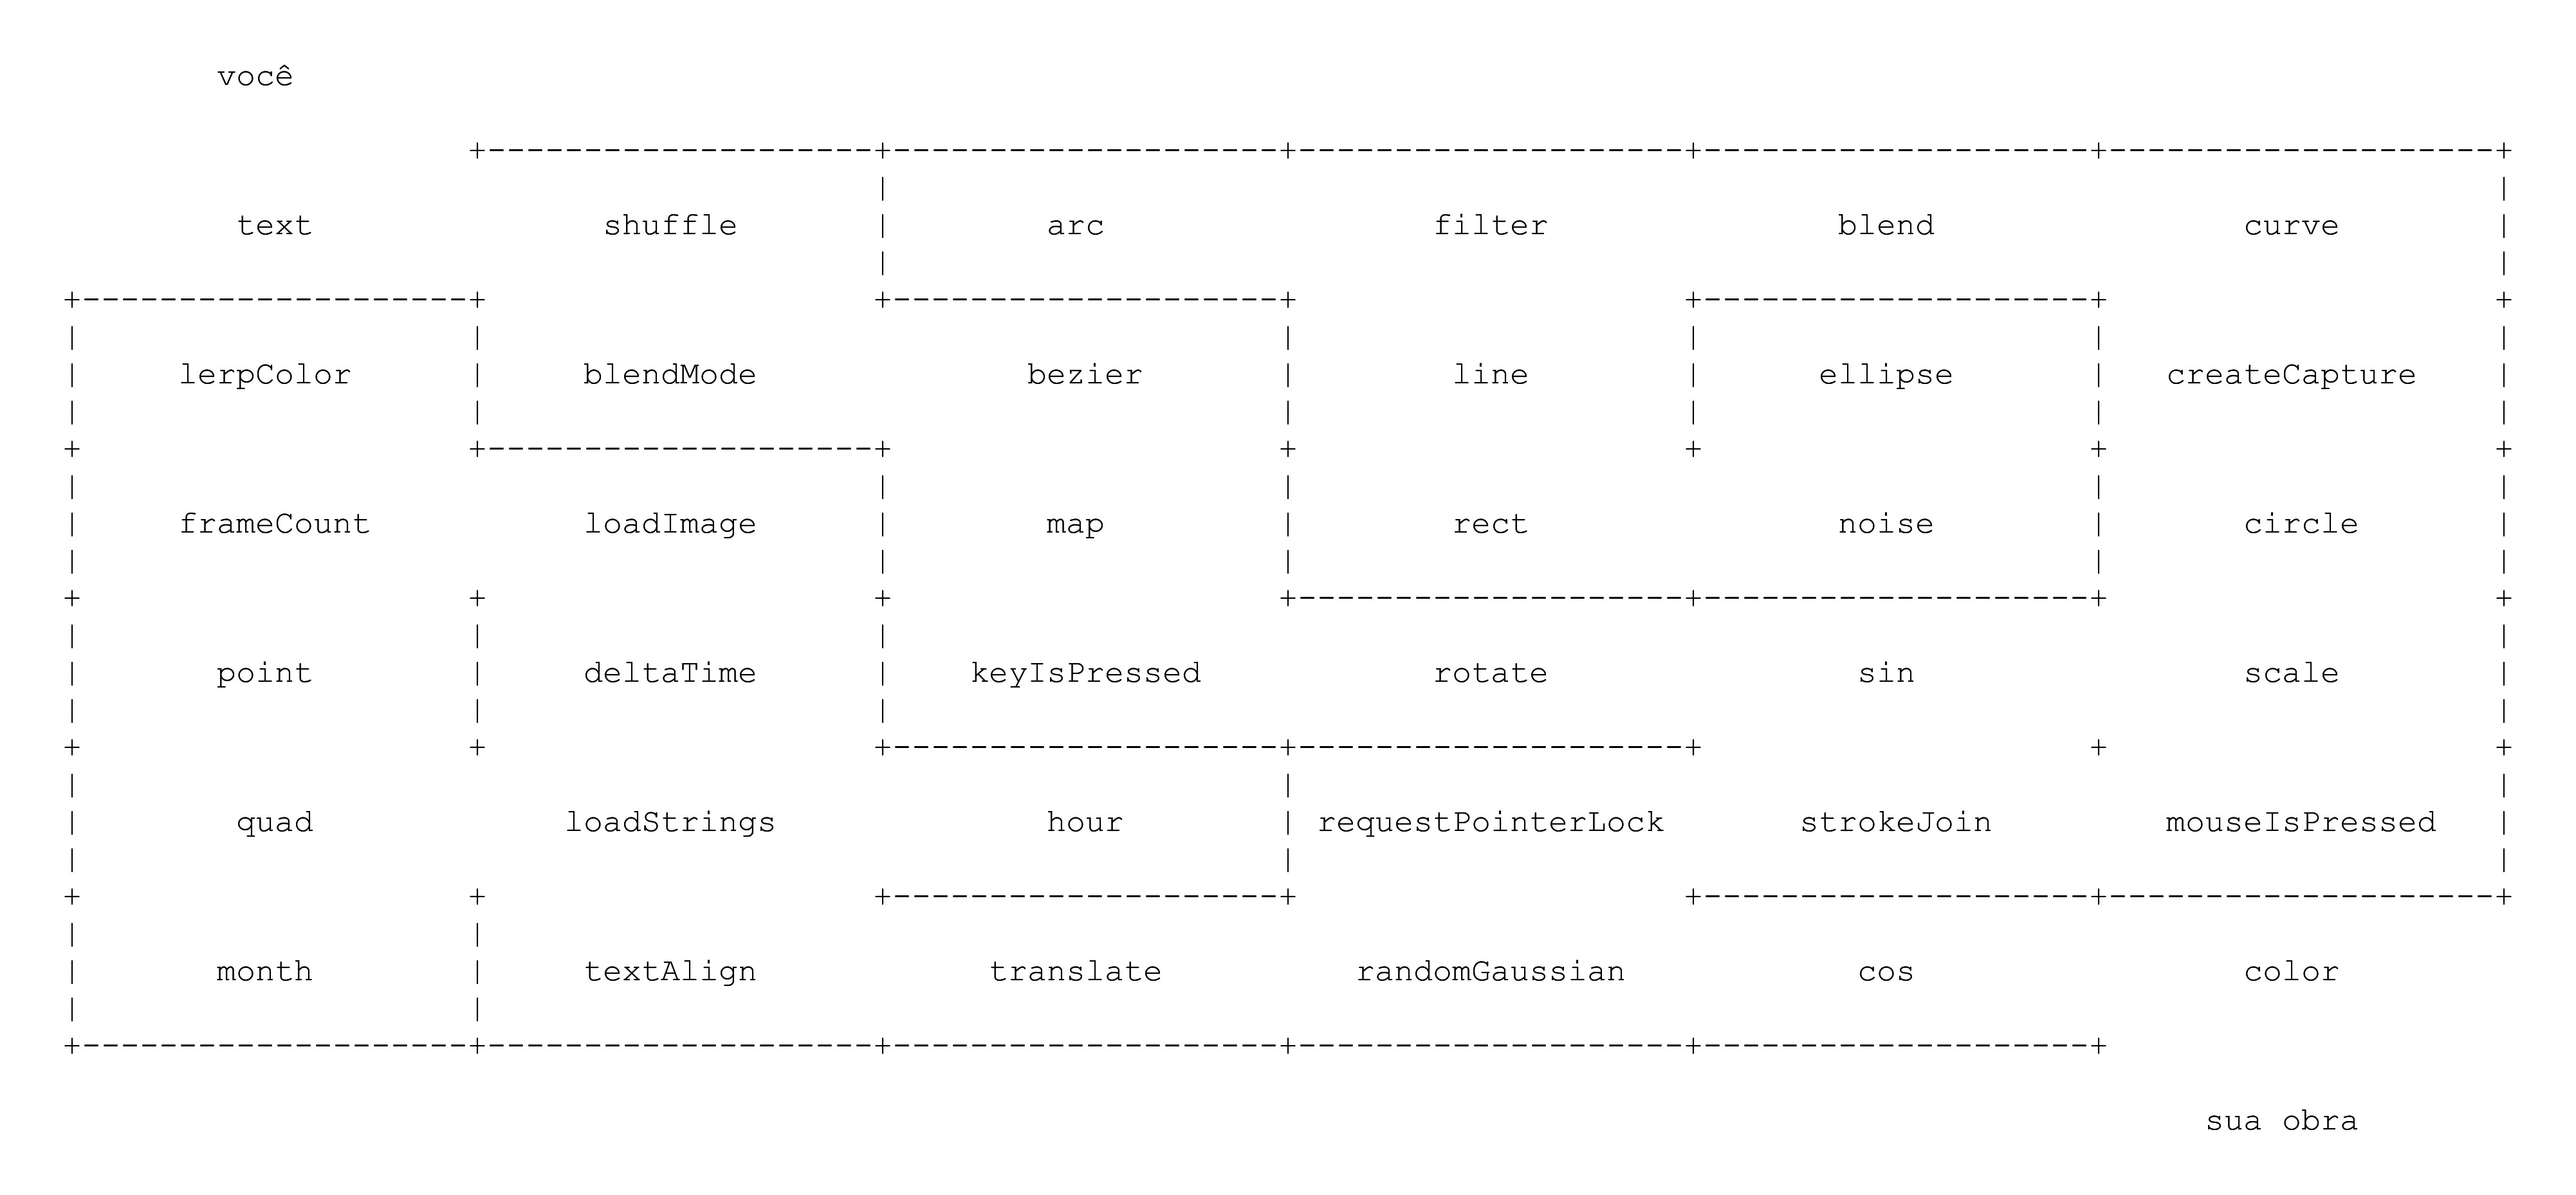 você
text shuffle arc filter blend curve
lerpColor blendMode bezier line ellipse createCapture
frameCount loadImage map rect noise circle
point deltaTime keyIsPressed rotate sin scale
quad loadStrings hour requestPointerLock strokeJoin mouseIsPressed
month textAlign translate randomGaussian cos color
sua obra